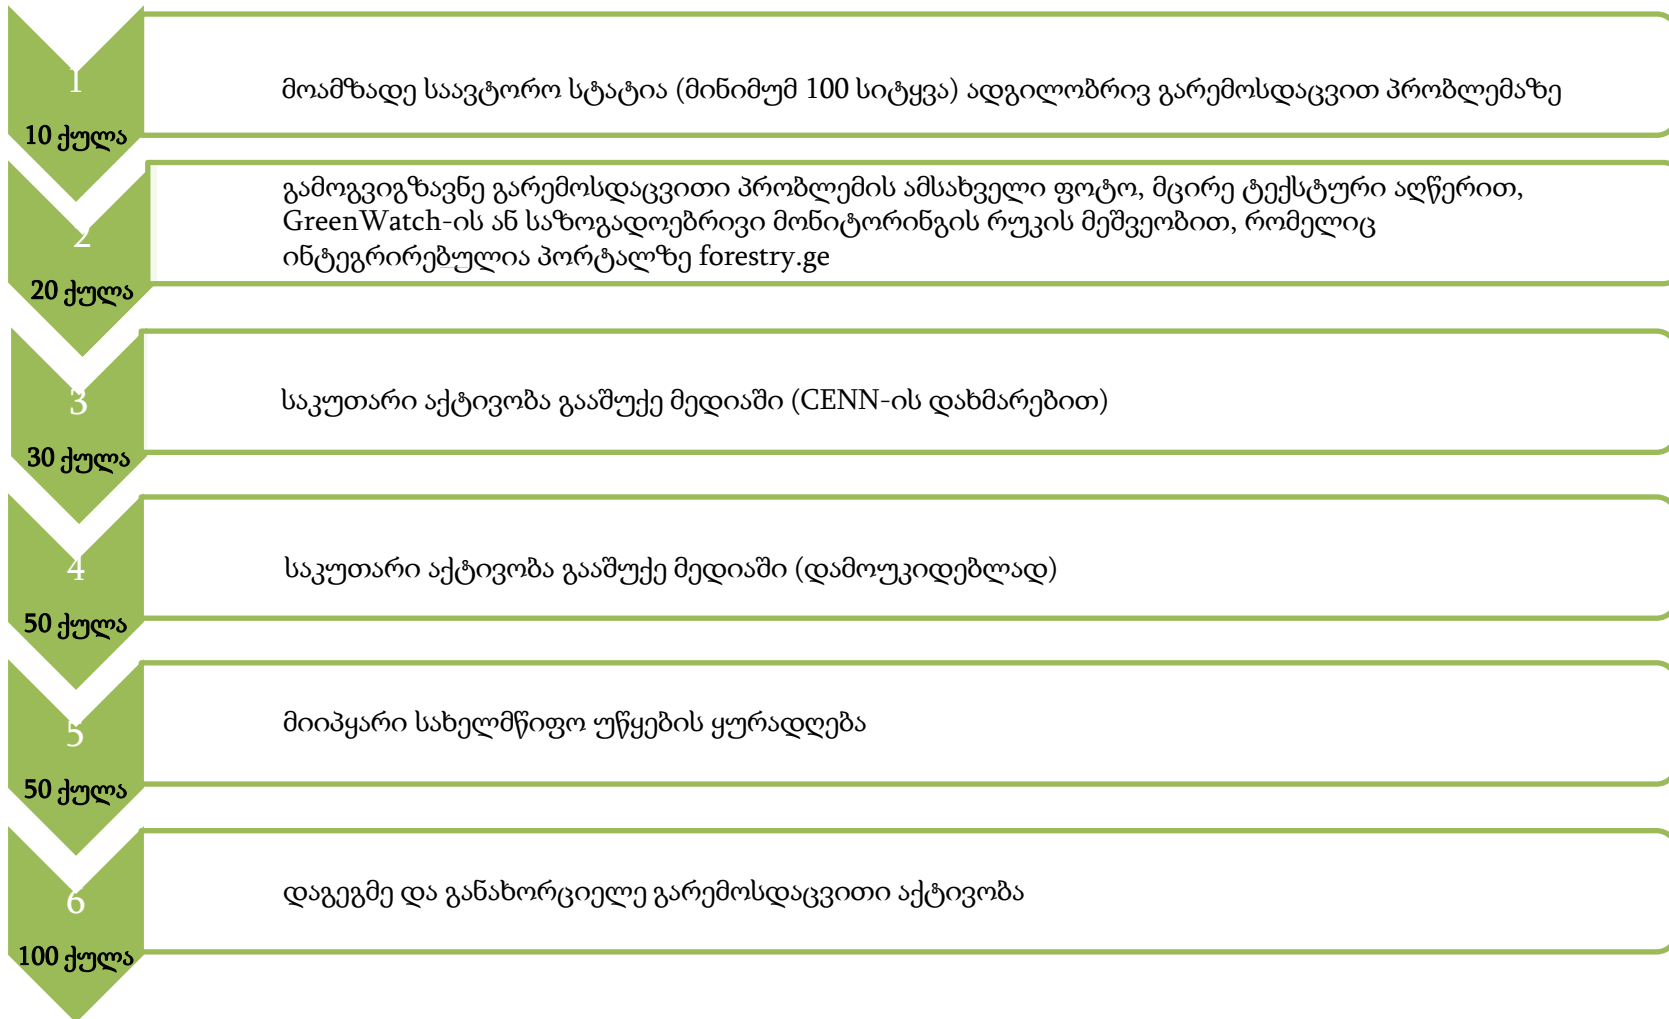 1
10 ქულა
მოამზადე საავტორო სტატია (მინიმუმ 100 სიტყვა) ადგილობრივ გარემოსდაცვით პრობლემაზე
2
20 ქულა
გამოგვიგზავნე გარემოსდაცვითი პრობლემის ამსახველი ფოტო, მცირე ტექსტური აღწერით,
GreenWatch-ის ან საზოგადოებრივი მონიტორინგის რუკის მეშვეობით, რომელიც
ინტეგრირებულია პორტალზე forestry.ge
3
30 ქულა
საკუთარი აქტივობა გააშუქე მედიაში (CENN-ის დახმარებით)
4
50 ქულა
საკუთარი აქტივობა გააშუქე მედიაში (დამოუკიდებლად)
5
50 ქულა
მიიპყარი სახელმწიფო უწყების ყურადღება
6
100 ქულა
დაგეგმე და განახორციელე გარემოსდაცვითი აქტივობა